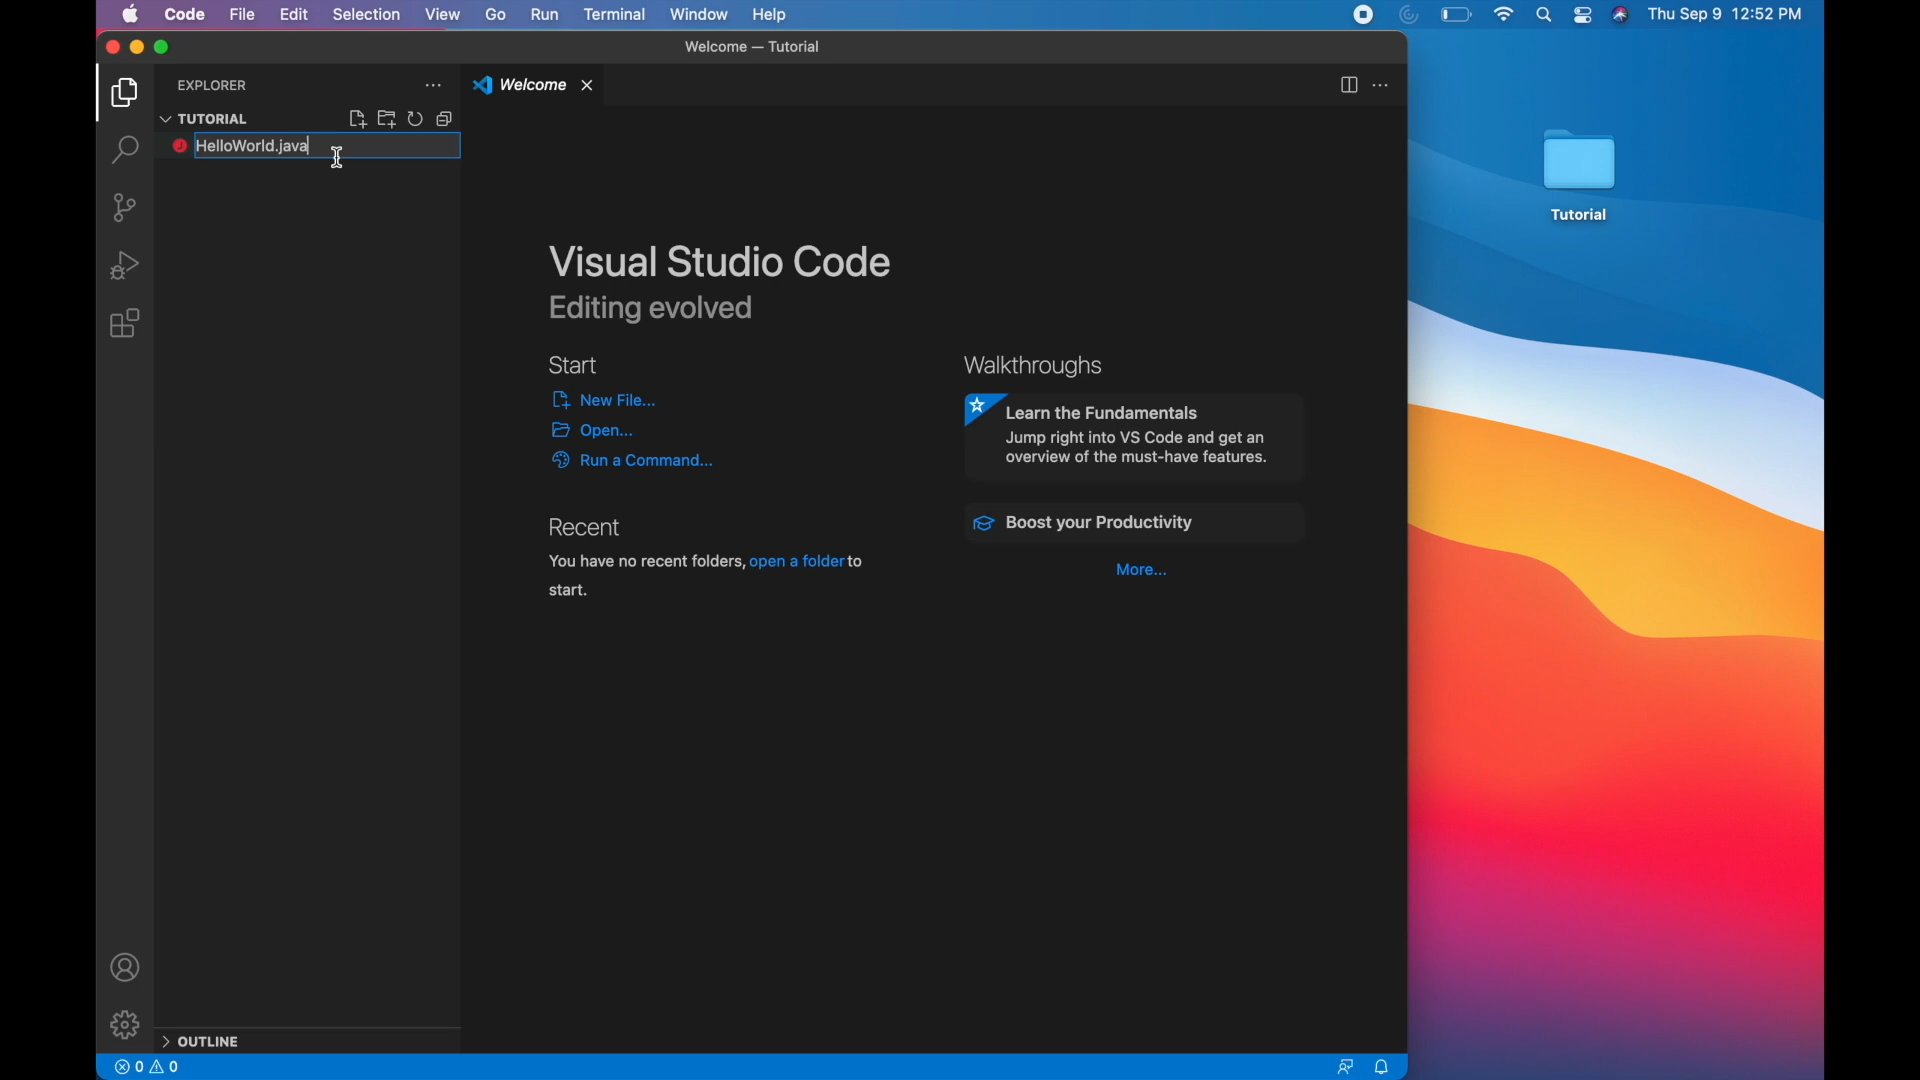 Code File Edit Selection View Go Run Terminal Window Help Thu Sep 9 12:52 PM
Welcome — Tutorial
EXPLORER
Welcome
TUTORIAL
HelloWorld.java
Tutorial
Visual Studio Code
Editing evolved
Start
New File...
Open...
Run a Command...
Recent
You have no recent folders, open a folder to
start.
Walkthroughs
Learn the Fundamentals
Jump right into VS Code and get an
overview of the must-have features.
Boost your Productivity
More...
OUTLINE
0 0